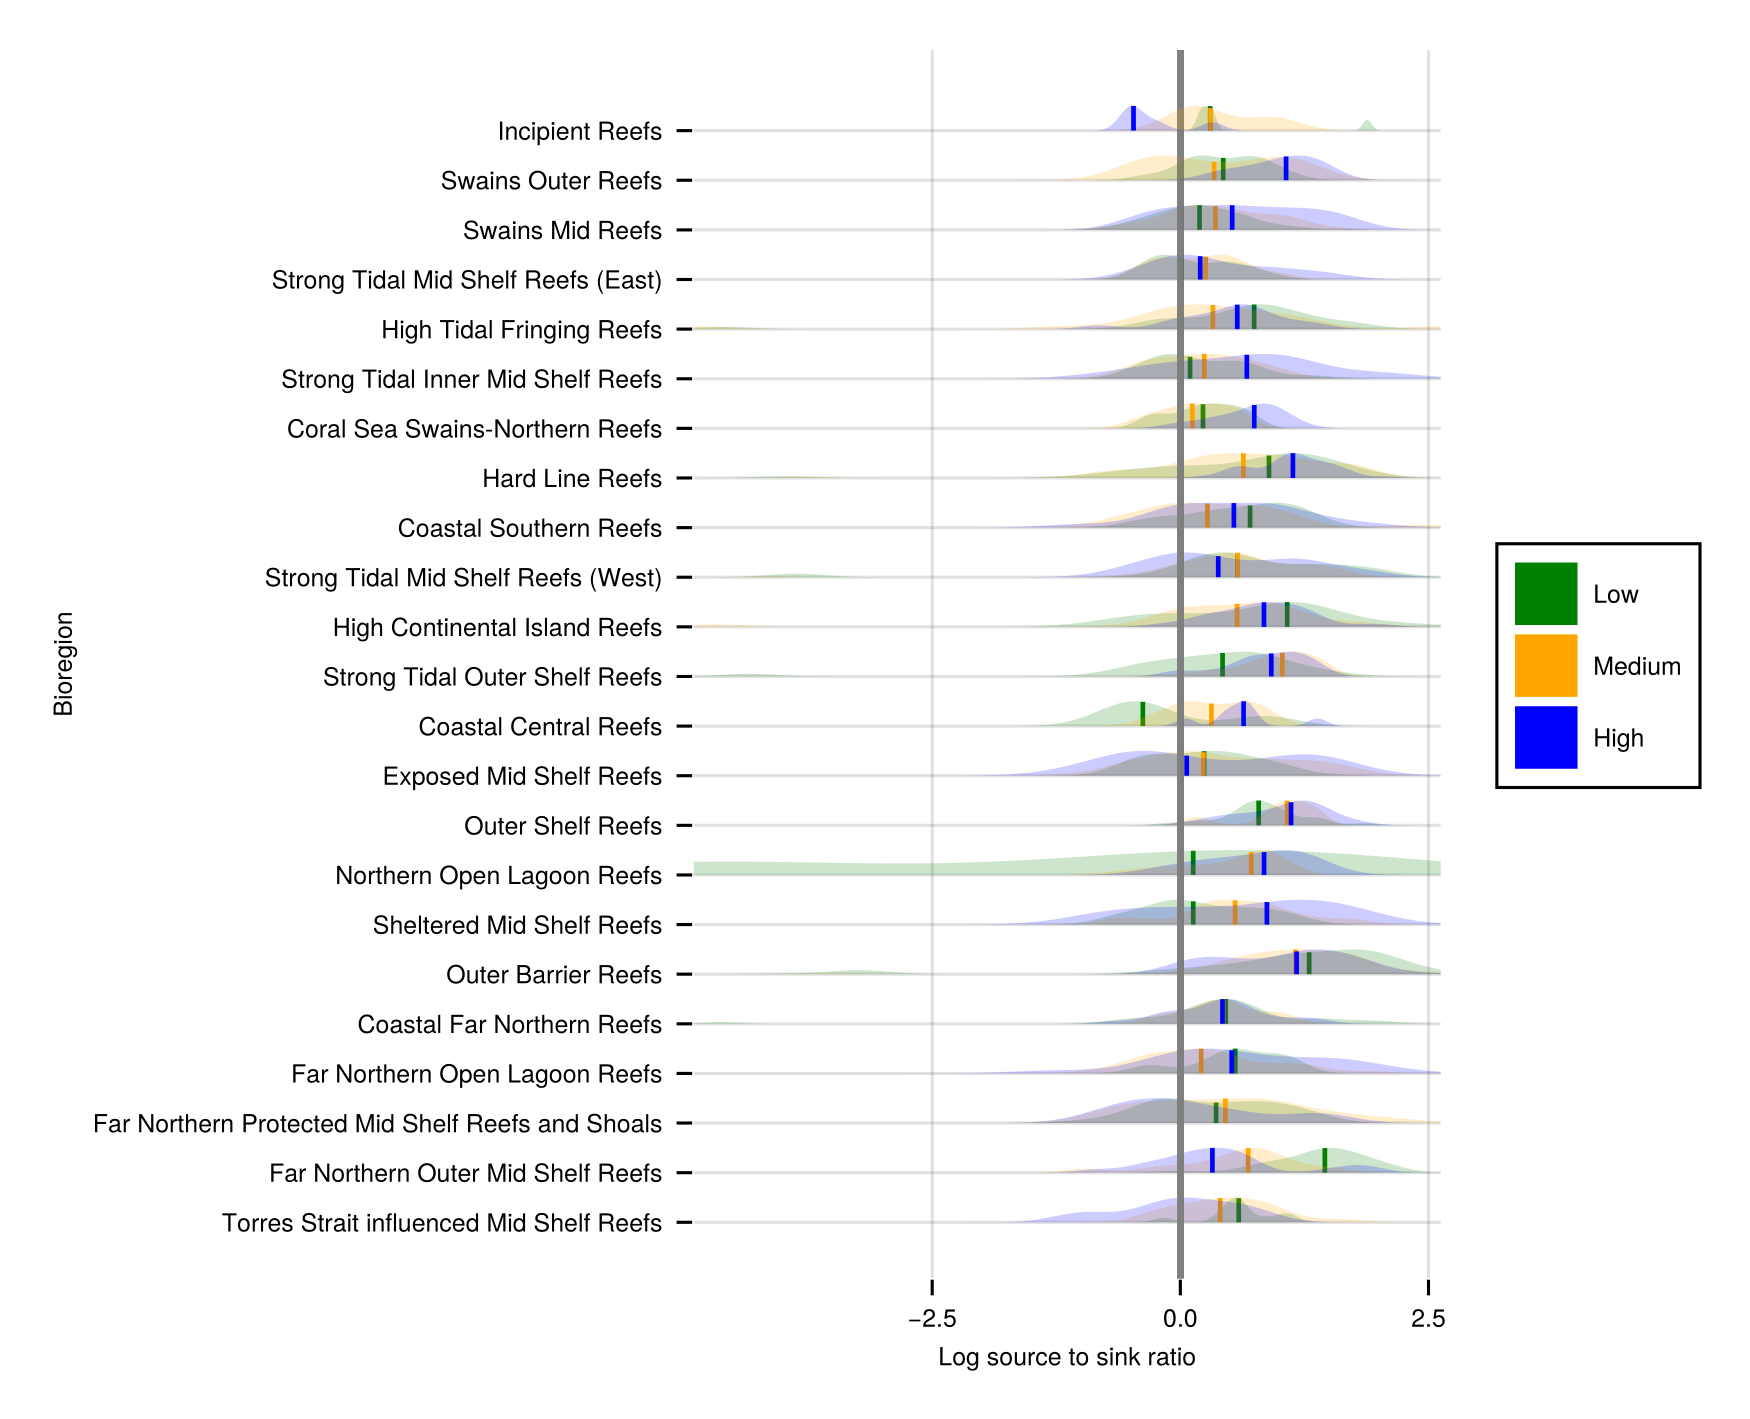 Incipient Reefs
Swains Outer Reefs
Swains Mid Reefs
Strong Tidal Mid Shelf Reefs (East)
High Tidal Fringing Reefs
Strong Tidal Inner Mid Shelf Reefs
Coral Sea Swains-Northern Reefs
Hard Line Reefs
Coastal Southern Reefs
Strong Tidal Mid Shelf Reefs (West)
High Continental Island Reefs
Strong Tidal Outer Shelf Reefs
Coastal Central Reefs
Exposed Mid Shelf Reefs
Outer Shelf Reefs
Northern Open Lagoon Reefs
Sheltered Mid Shelf Reefs
Outer Barrier Reefs
Coastal Far Northern Reefs
Far Northern Open Lagoon Reefs
Far Northern Protected Mid Shelf Reefs and Shoals
Far Northern Outer Mid Shelf Reefs
Torres Strait influenced Mid Shelf Reefs
Bioregion
−2.5
0.0
2.5
Log source to sink ratio
Low
Medium
High